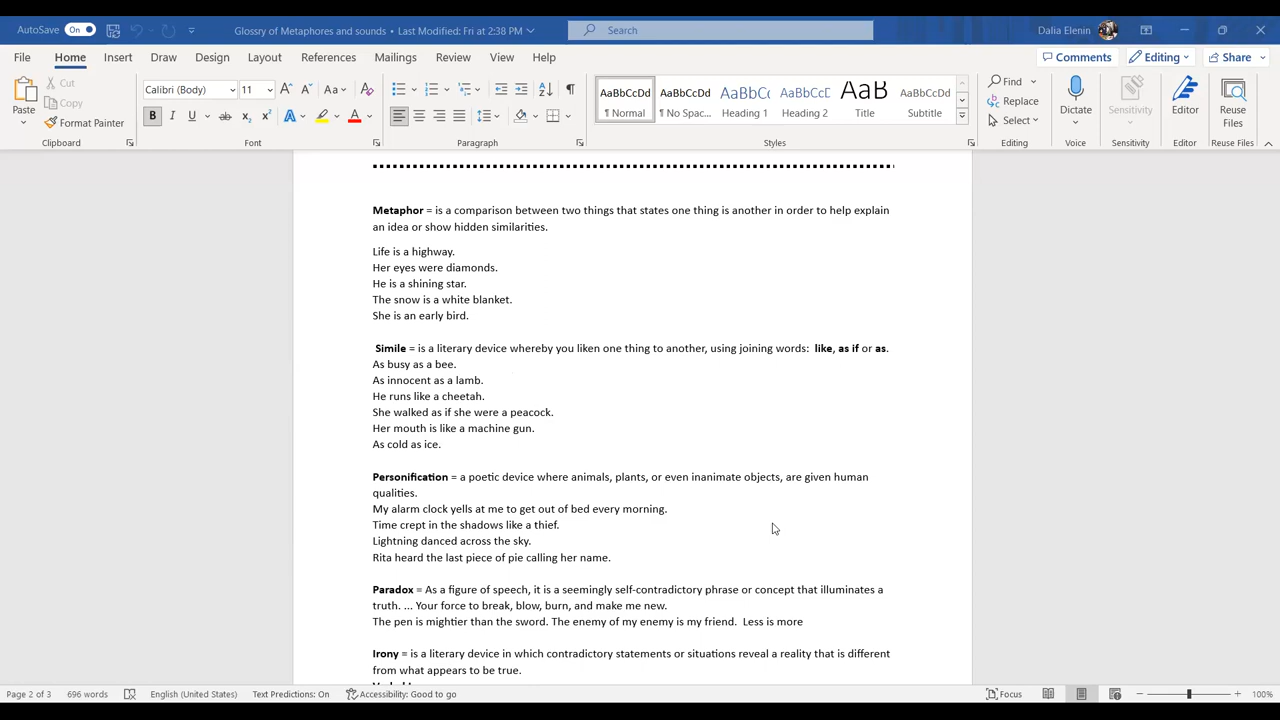 AutoSave On Glossry of Metaphores and sounds • Last Modified: Fri at 2:38 PM Search Dalia Elenin
File Home Insert Draw Design Layout References Mailings Review View Help Comments Editing Share
Paste Cut Copy Format Painter
Calibri (Body) 11
AaBbCcDd AaBbCcDd AaBbCc AaBbCcD AaB AaBbCcD
¶ Normal ¶ No Spac... Heading 1 Heading 2 Title Subtitle
Find Replace Select Dictate Sensitivity Editor Reuse Files
Clipboard Font Paragraph Styles Editing Voice Sensitivity Editor Reuse Files
Metaphor = is a comparison between two things that states one thing is another in order to help explain
an idea or show hidden similarities.
Life is a highway.
Her eyes were diamonds.
He is a shining star.
The snow is a white blanket.
She is an early bird.
Simile = is a literary device whereby you liken one thing to another, using joining words:  like, as if or as.
As busy as a bee.
As innocent as a lamb.
He runs like a cheetah.
She walked as if she were a peacock.
Her mouth is like a machine gun.
As cold as ice.
Personification = a poetic device where animals, plants, or even inanimate objects, are given human
qualities.
My alarm clock yells at me to get out of bed every morning.
Time crept in the shadows like a thief.
Lightning danced across the sky.
Rita heard the last piece of pie calling her name.
Paradox = As a figure of speech, it is a seemingly self-contradictory phrase or concept that illuminates a
truth. ... Your force to break, blow, burn, and make me new.
The pen is mightier than the sword. The enemy of my enemy is my friend.  Less is more
Irony = is a literary device in which contradictory statements or situations reveal a reality that is different
from what appears to be true.
Page 2 of 3 696 words English (United States) Text Predictions: On Accessibility: Good to go Focus 100%